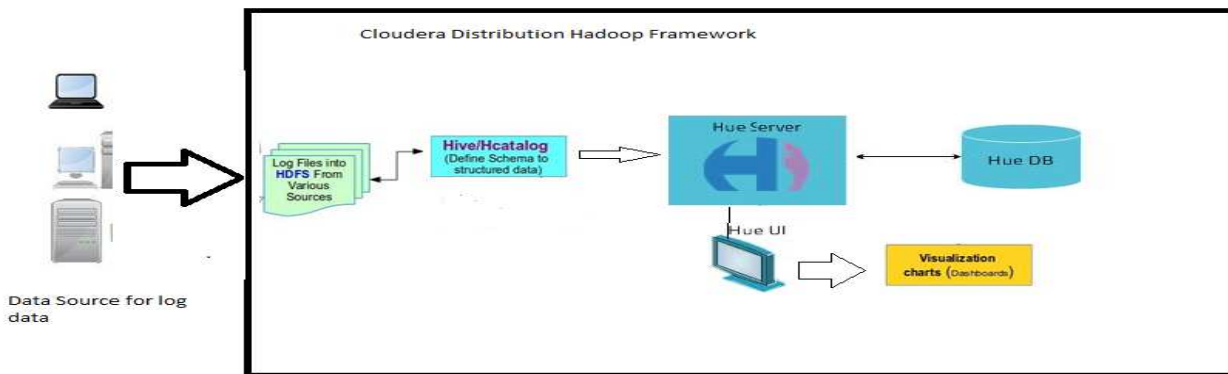 Cloudera Distribution Hadoop Framework
Data Source for log
data
Log Files into
HDFS From
Various
Sources
Hive/Hcatalog
(Define Schema to
structured data)
Hue Server
Hue DB
Hue UI
Visualization
charts (Dashboards)